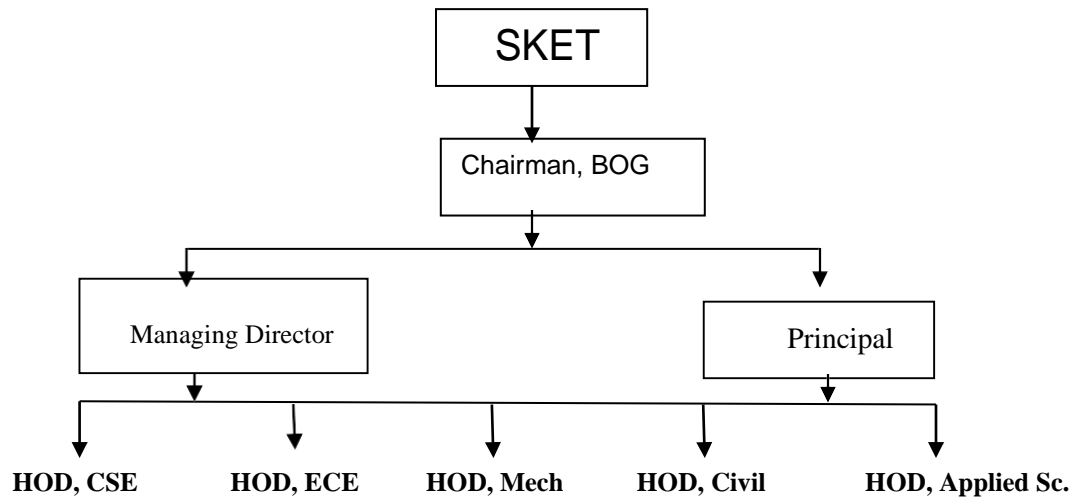 SKET
Chairman, BOG
Managing Director
Principal
HOD, CSE
HOD, ECE
HOD, Mech
HOD, Civil
HOD, Applied Sc.